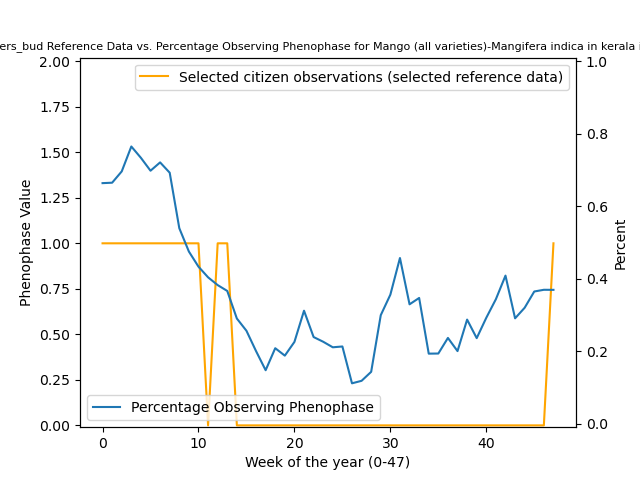 ers_bud Reference Data vs. Percentage Observing Phenophase for Mango (all varieties)-Mangifera indica in kerala i
2.00
1.75
1.50
1.25
1.00
0.75
0.50
0.25
0.00
Phenophase Value
Selected citizen observations (selected reference data)
Percentage Observing Phenophase
1.0
0.8
0.6
0.4
0.2
0.0
Percent
0 10 20 30 40
Week of the year (0-47)